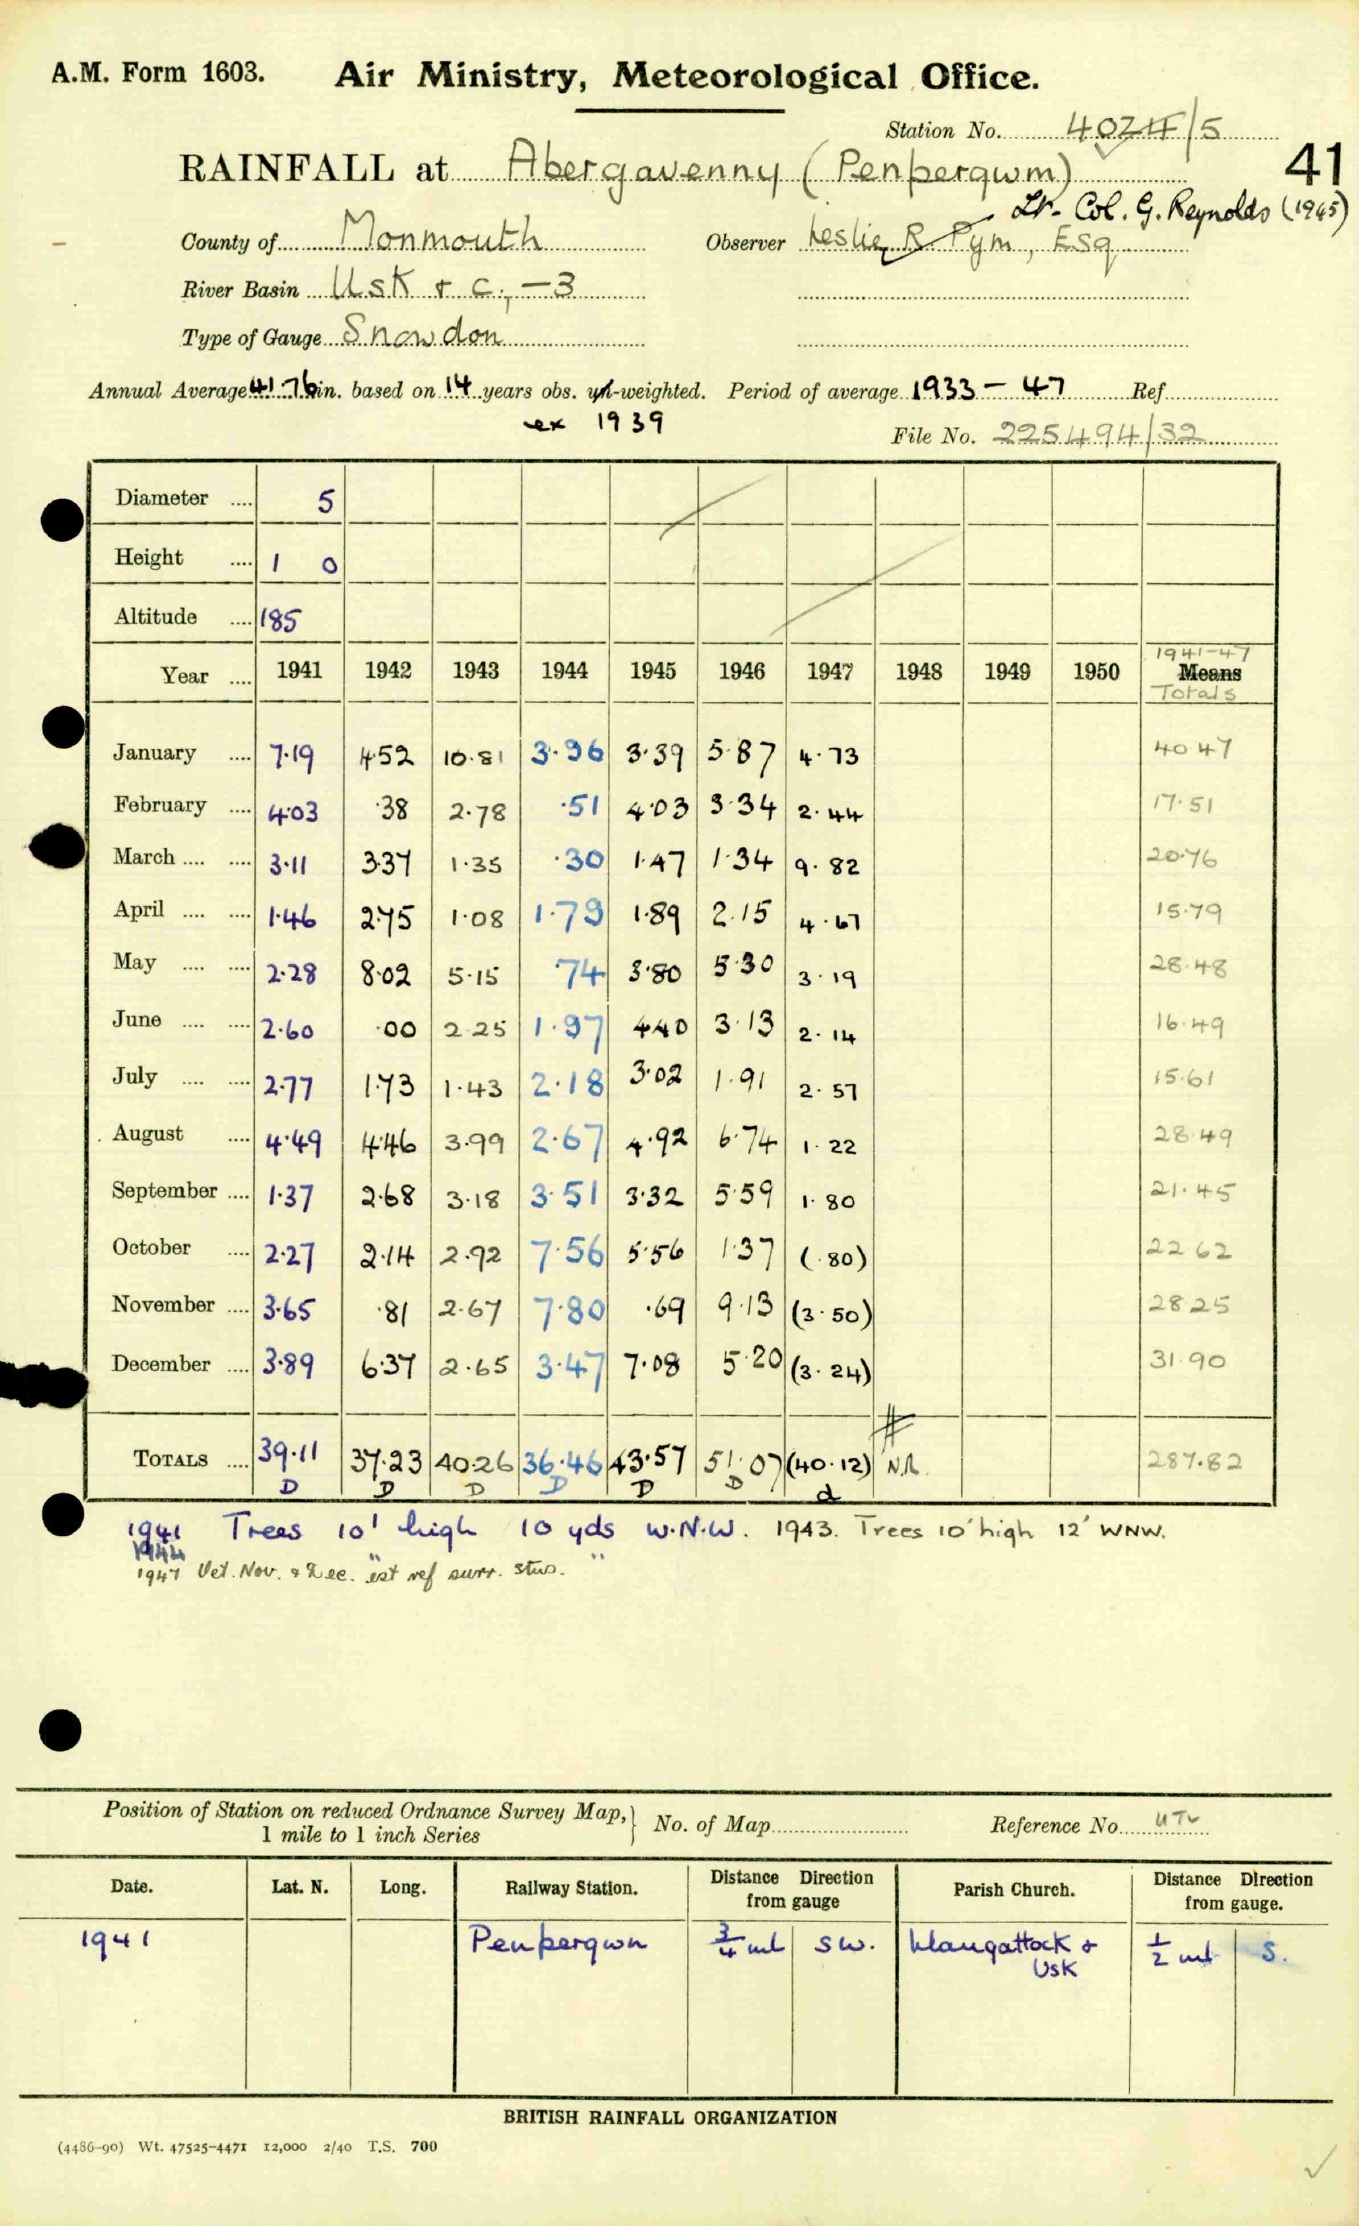 A.M. Form 1603. Air Ministry, Meteorological Office.
Station No. 4024/5
RAINFALL at Abergavenny (Penpergwm) 41
Lt. Col. G. Reynolds (1945)
County of Monmouth Observer Leslie R Pym, Esq
River Basin Usk & c., -3
Type of Gauge Snowdon
Annual Average 41.76 in. based on 14 years obs. un-weighted. Period of average 1933 - 47 Ref
ex 1939
File No. 225494/32
Diameter .... 5
Height .... 1 0
Altitude .... 185
1941-47
Year .... 1941 1942 1943 1944 1945 1946 1947 1948 1949 1950 Means
Totals
January .... 7.19 4.52 10.81 3.96 3.39 5.87 4.73 40.47
February .... 4.03 .38 2.78 .51 4.03 3.34 2.44 17.51
March .... .... 3.11 3.37 1.35 .30 1.47 1.34 9.82 20.76
April .... .... 1.46 2.75 1.08 1.79 1.89 2.15 4.67 15.79
May .... .... 2.28 8.02 5.15 .74 3.80 5.30 3.19 28.48
June .... .... 2.60 .00 2.25 1.97 4.40 3.13 2.14 16.49
July .... .... 2.77 1.73 1.43 2.18 3.02 1.91 2.57 15.61
August .... 4.49 4.46 3.99 2.67 4.92 6.74 1.22 28.49
September .... 1.37 2.68 3.18 3.51 3.32 5.59 1.80 21.45
October .... 2.27 2.14 2.92 7.56 5.56 1.37 (.80) 22.62
November .... 3.65 .81 2.67 7.80 .69 9.13 (3.50) 28.25
December .... 3.89 6.37 2.65 3.47 7.08 5.20 (3.24) 31.90
TOTALS .... 39.11 37.23 40.26 36.46 43.57 51.07 (40.12) N.R. 287.82
D D D D D D d
1941 Trees 10' high 10 yds W.N.W. 1943. Trees 10' high 12' WNW.
1944
1947 Oct. Nov. & Dec. "est ref surr. stns."
Position of Station on reduced Ordnance Survey Map, 1 mile to 1 inch Series } No. of Map Reference No
Date. Lat. N. Long. Railway Station. Distance Direction from gauge Parish Church. Distance Direction from gauge.
1941 Penpergwn 3/4 ml SW. Llangattock & Usk 1/2 ml S.
BRITISH RAINFALL ORGANIZATION
(4486-90) Wt. 47525-4471 12,000 2/40 T.S. 700